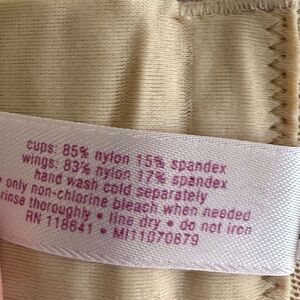 cups: 85% nylon 15% spandex
wings: 83% nylon 17% spandex
hand wash cold separately
only non-chlorine bleach when needed
rinse thoroughly • line dry • do not iron
RN 118641 • MI11070879